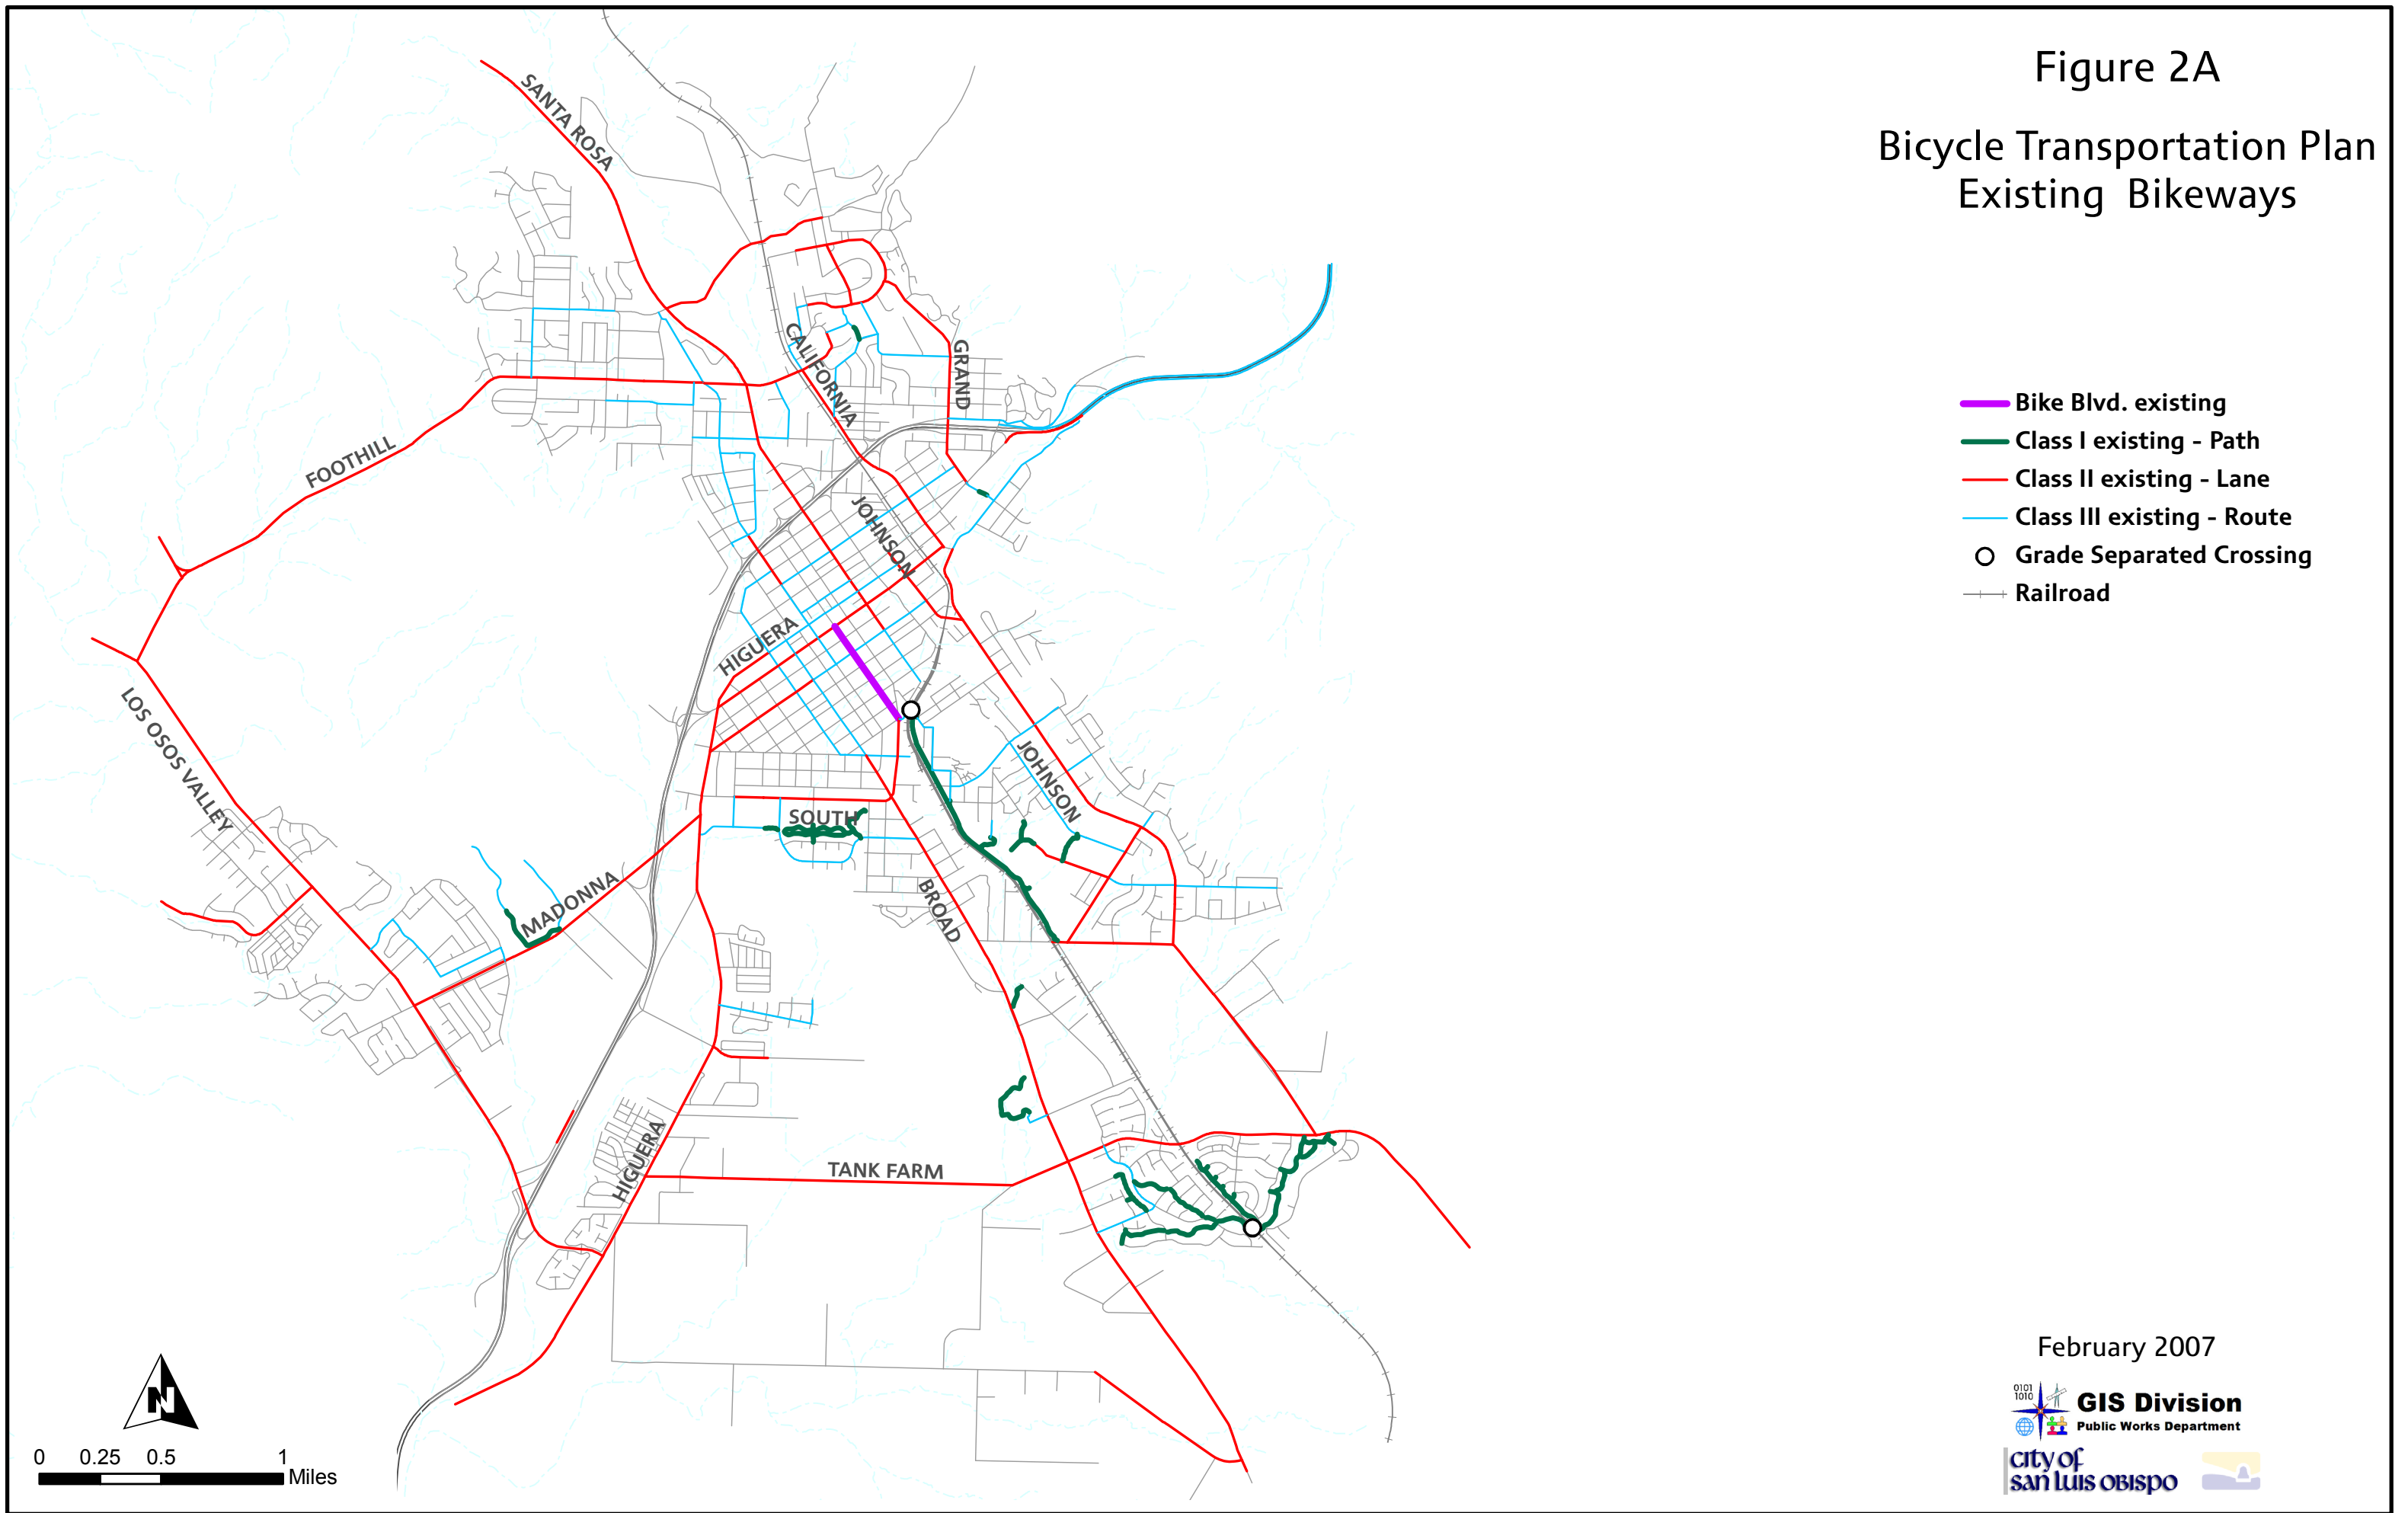 Figure 2A
Bicycle Transportation Plan
Existing Bikeways
SANTA ROSA
CALIFORNIA
GRAND
FOOTHILL
JOHNSON
HIGUERA
LOS OSOS VALLEY
JOHNSON
SOUTH
MADONNA
BROAD
HIGUERA
TANK FARM
Bike Blvd. existing
Class I existing - Path
Class II existing - Lane
Class III existing - Route
Grade Separated Crossing
Railroad
N
0 0.25 0.5 1
Miles
February 2007
0101
1010
GIS Division
Public Works Department
city of
san luis obispo